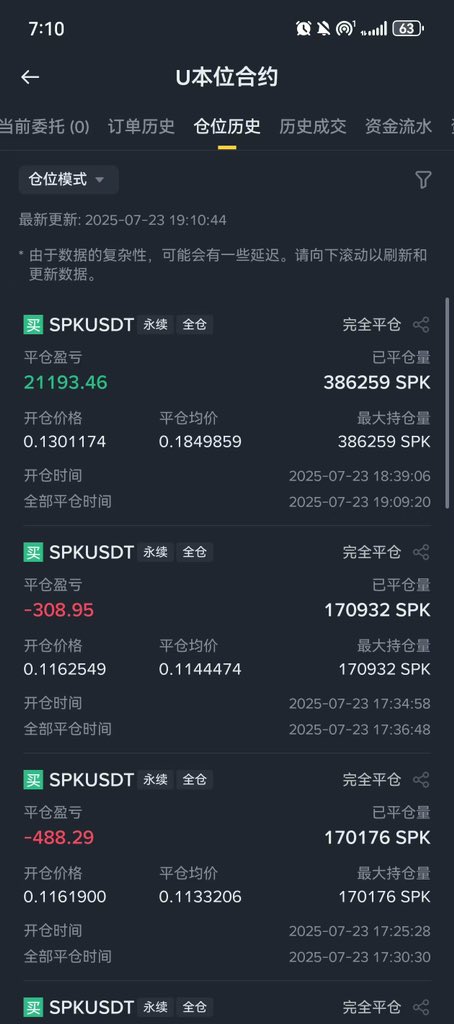 7:10
63
U本位合约
当前委托 (0) 订单历史 仓位历史 历史成交 资金流水
仓位模式
最新更新: 2025-07-23 19:10:44
* 由于数据的复杂性，可能会有一些延迟。请向下滚动以刷新和
更新数据。
买 SPKUSDT 永续 全仓 完全平仓
平仓盈亏 已平仓量
21193.46 386259 SPK
开仓价格 平仓均价 最大持仓量
0.1301174 0.1849859 386259 SPK
开仓时间 2025-07-23 18:39:06
全部平仓时间 2025-07-23 19:09:20
买 SPKUSDT 永续 全仓 完全平仓
平仓盈亏 已平仓量
-308.95 170932 SPK
开仓价格 平仓均价 最大持仓量
0.1162549 0.1144474 170932 SPK
开仓时间 2025-07-23 17:34:58
全部平仓时间 2025-07-23 17:36:48
买 SPKUSDT 永续 全仓 完全平仓
平仓盈亏 已平仓量
-488.29 170176 SPK
开仓价格 平仓均价 最大持仓量
0.1161900 0.1133206 170176 SPK
开仓时间 2025-07-23 17:25:28
全部平仓时间 2025-07-23 17:30:30
买 SPKUSDT 永续 全仓 完全平仓